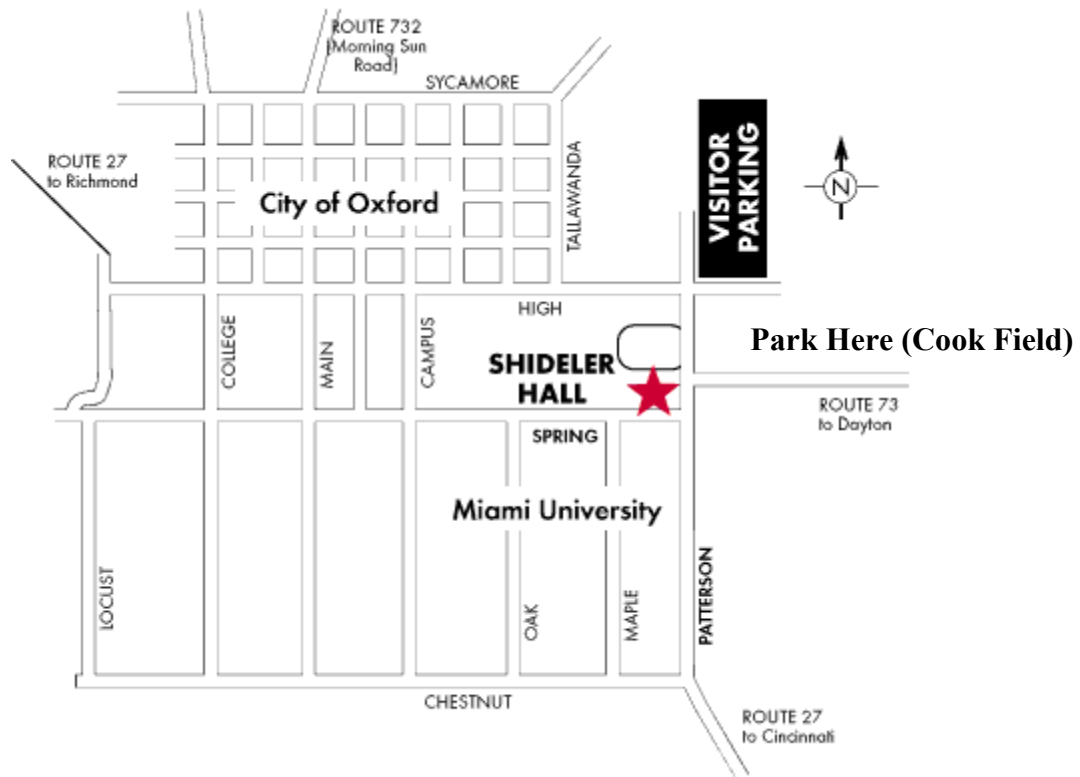 ROUTE 732
(Morning Sun
Road)
SYCAMORE
ROUTE 27
to Richmond
City of Oxford
TALLAWANDA
VISITOR
PARKING
N
HIGH
COLLEGE
MAIN
CAMPUS
SHIDELER
HALL
Park Here (Cook Field)
ROUTE 73
to Dayton
SPRING
Miami University
LOCUST
OAK
MAPLE
PATTERSON
CHESTNUT
ROUTE 27
to Cincinnati